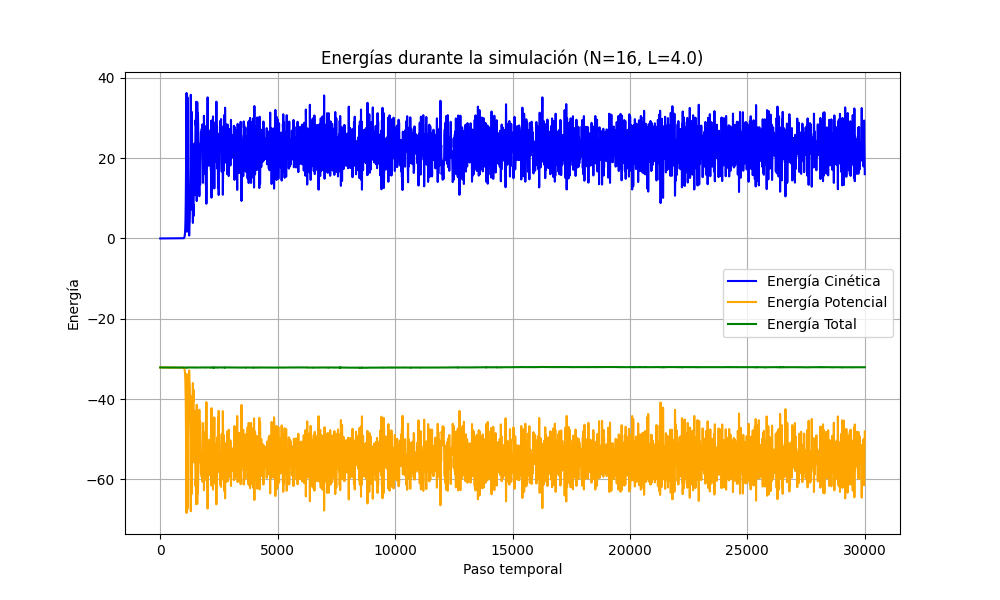 Energías durante la simulación (N=16, L=4.0)
40
20
0
−20
−40
−60
Energía
Energía Cinética
Energía Potencial
Energía Total
0
5000
10000
15000
20000
25000
30000
Paso temporal